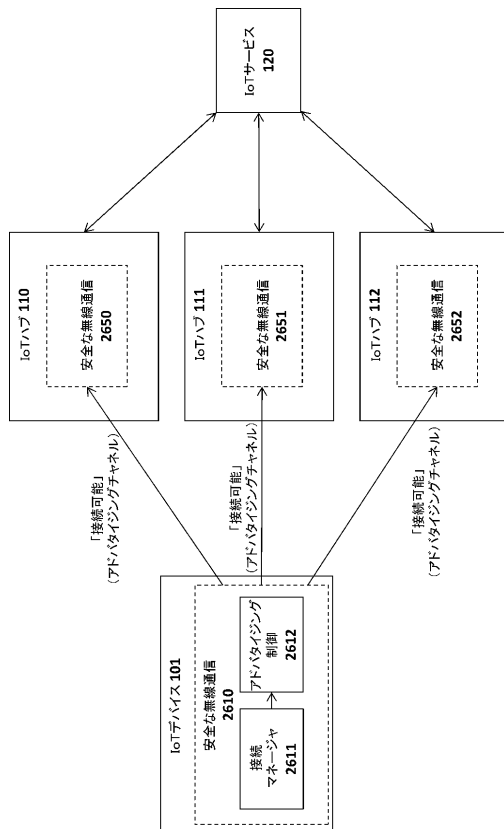 IoTデバイス 101
安全な無線通信
2610
接続
マネージャ
2611
アドバタイジング
制御
2612
「接続可能」
(アドバタイジングチャネル)
「接続可能」
(アドバタイジングチャネル)
「接続可能」
(アドバタイジングチャネル)
IoTハブ 110
安全な無線通信
2650
IoTハブ 111
安全な無線通信
2651
IoTハブ 112
安全な無線通信
2652
IoTサービス
120